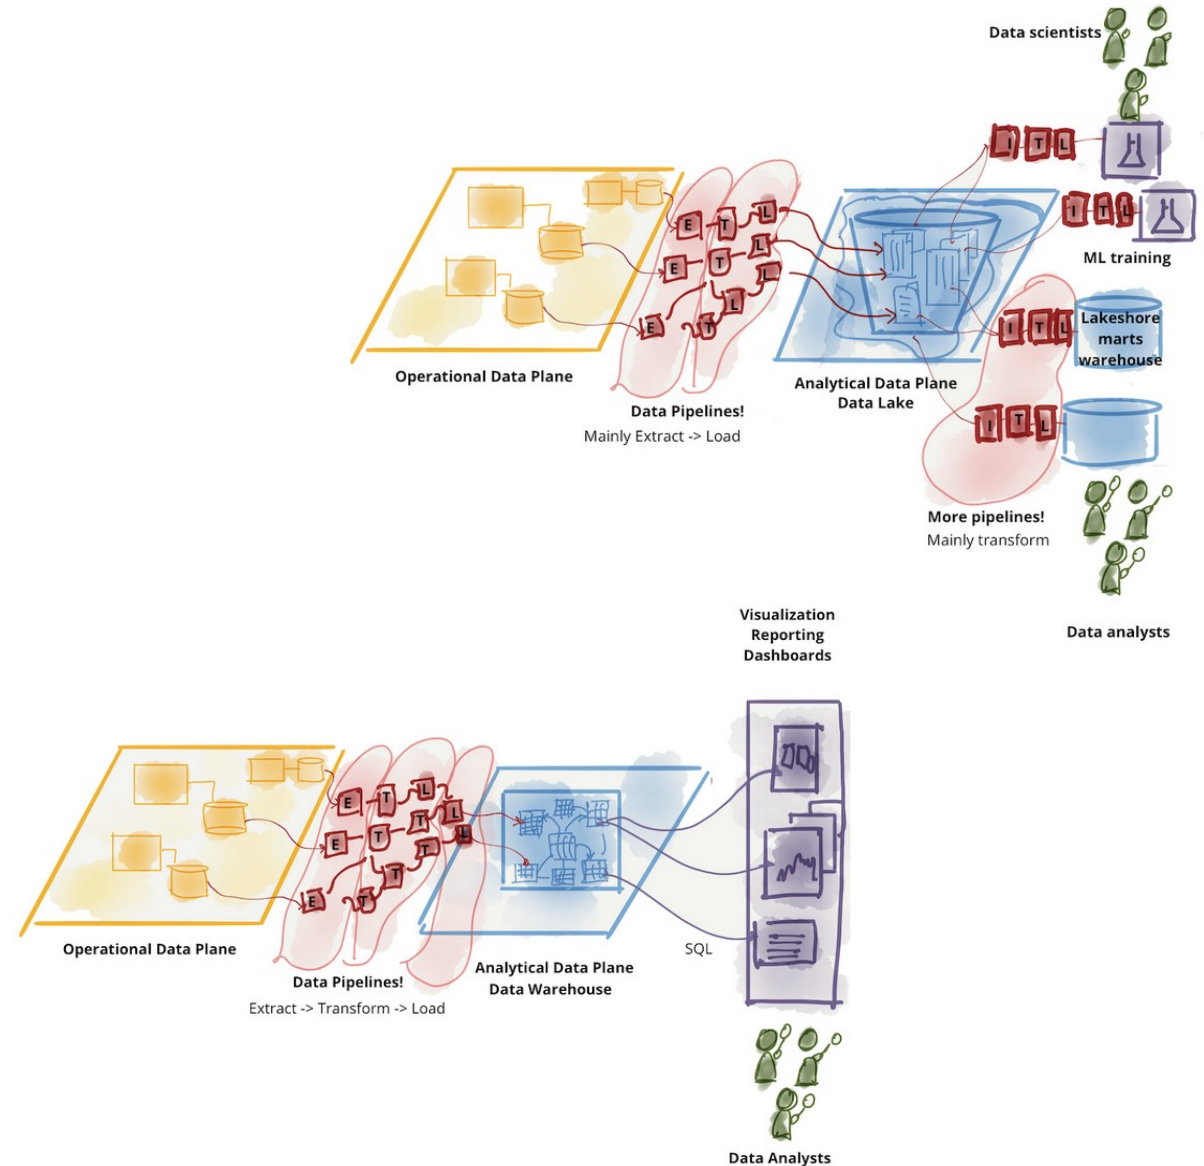 Data scientists
I T L
I T L
ML training
E T L
E T L
E T L L
I T L
Lakeshore
marts
warehouse
Operational Data Plane
Analytical Data Plane
Data Lake
Data Pipelines!
Mainly Extract -> Load
I T L
More pipelines!
Mainly transform
Data analysts
Visualization
Reporting
Dashboards
E T L
E T T L
E T T T L
Operational Data Plane
SQL
Analytical Data Plane
Data Warehouse
Data Pipelines!
Extract -> Transform -> Load
Data Analysts